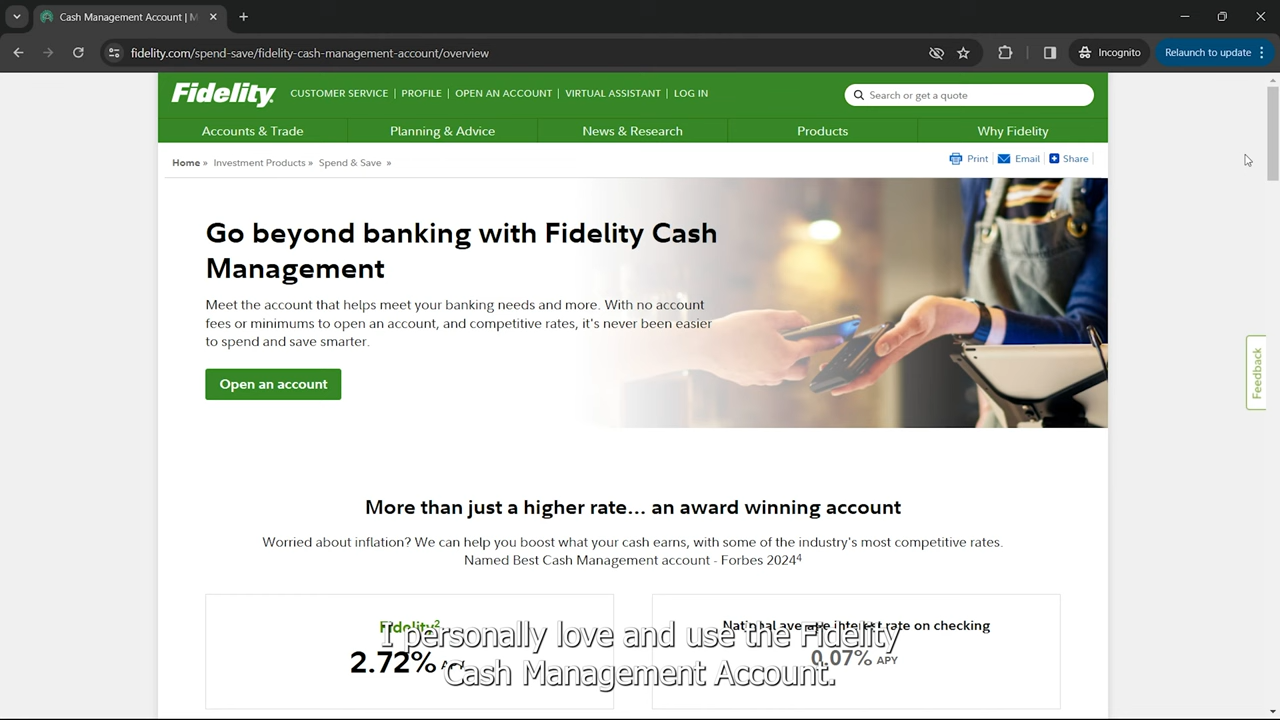 Cash Management Account | M
fidelity.com/spend-save/fidelity-cash-management-account/overview
Incognito
Relaunch to update
Fidelity
CUSTOMER SERVICE | PROFILE | OPEN AN ACCOUNT | VIRTUAL ASSISTANT | LOG IN
Search or get a quote
Accounts & Trade
Planning & Advice
News & Research
Products
Why Fidelity
Home » Investment Products » Spend & Save »
Print
Email
Share
Go beyond banking with Fidelity Cash
Management
Meet the account that helps meet your banking needs and more. With no account
fees or minimums to open an account, and competitive rates, it's never been easier
to spend and save smarter.
Open an account
Feedback
More than just a higher rate... an award winning account
Worried about inflation? We can help you boost what your cash earns, with some of the industry's most competitive rates.
Named Best Cash Management account - Forbes 2024⁴
Fidelity²
2.72%
National average interest rate on checking
0.07% APY
I personally love and use the Fidelity
Cash Management Account.